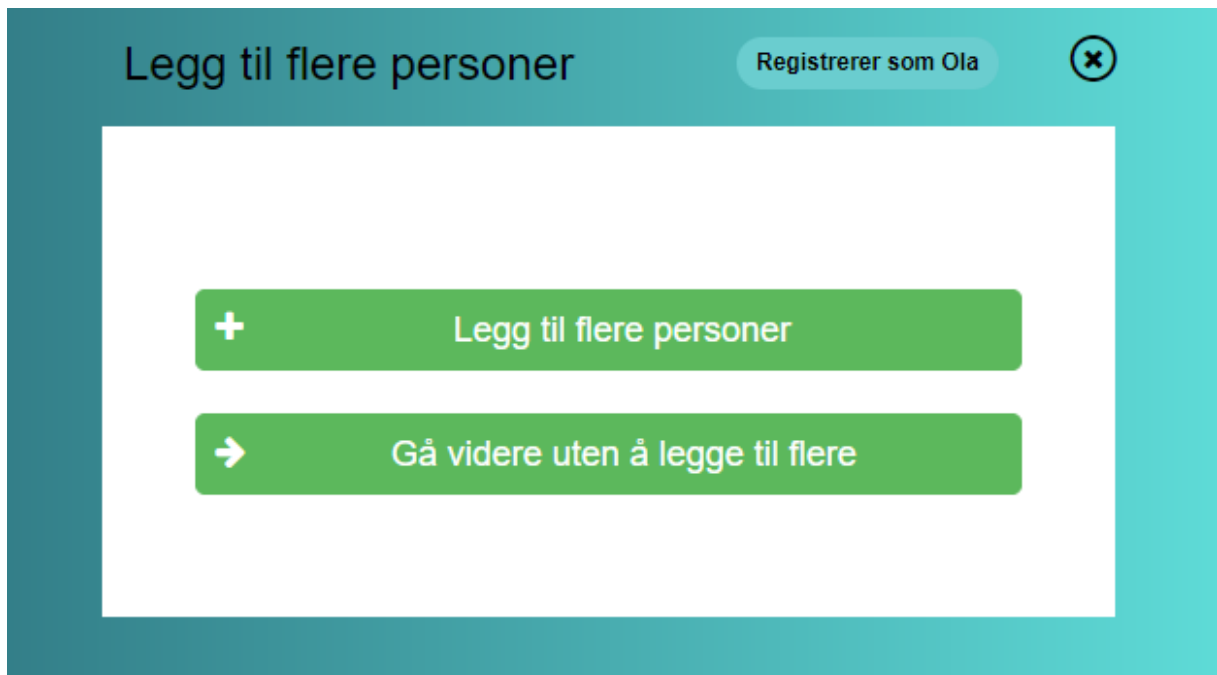 Legg til flere personer
Registrerer som Ola
Legg til flere personer
Gå videre uten å legge til flere